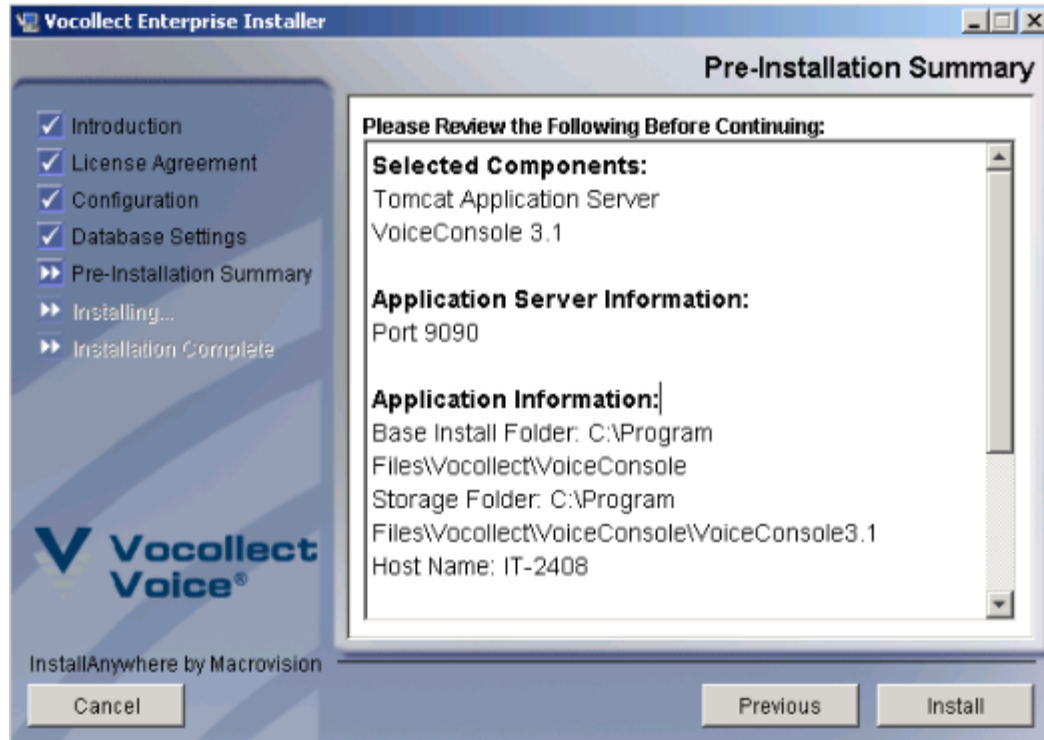 Vocollect Enterprise Installer
Pre-Installation Summary
Introduction
License Agreement
Configuration
Database Settings
Pre-Installation Summary
Installing...
Installation Complete
Please Review the Following Before Continuing:
Selected Components:
Tomcat Application Server
VoiceConsole 3.1
Application Server Information:
Port 9090
Application Information:
Base Install Folder: C:\Program
Files\Vocollect\VoiceConsole
Storage Folder: C:\Program
Files\Vocollect\VoiceConsole\VoiceConsole3.1
Host Name: IT-2408
Vocollect
Voice®
InstallAnywhere by Macrovision
Cancel
Previous
Install